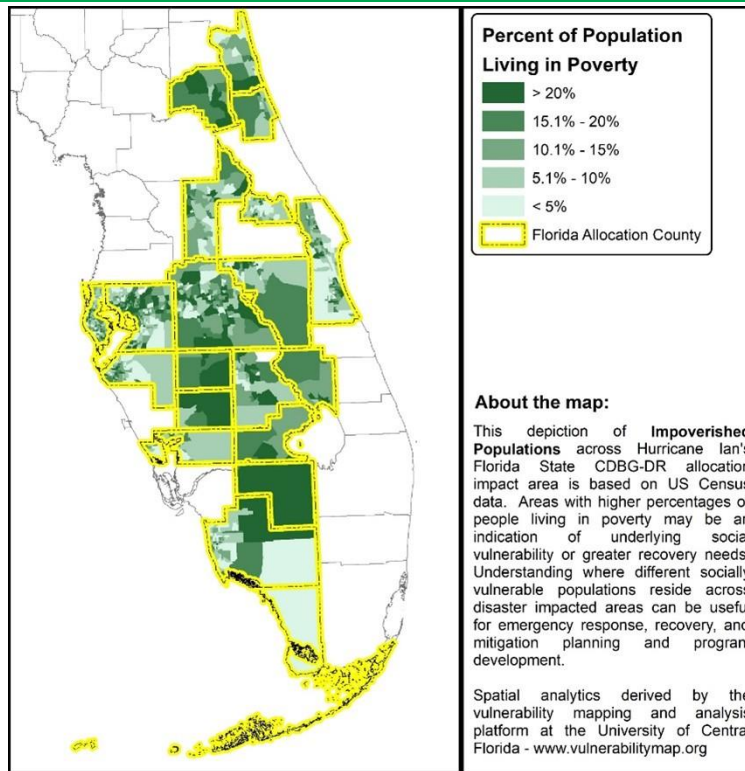 Percent of Population
Living in Poverty
> 20%
15.1% - 20%
10.1% - 15%
5.1% - 10%
< 5%
Florida Allocation County
About the map:
This depiction of Impoverished
Populations across Hurricane Ian's
Florida State CDBG-DR allocation
impact area is based on US Census
data. Areas with higher percentages o
people living in poverty may be an
indication of underlying social
vulnerability or greater recovery needs
Understanding where different socially
vulnerable populations reside across
disaster impacted areas can be useful
for emergency response, recovery, and
mitigation planning and program
development.
Spatial analytics derived by the
vulnerability mapping and analysis
platform at the University of Central
Florida - www.vulnerabilitymap.org